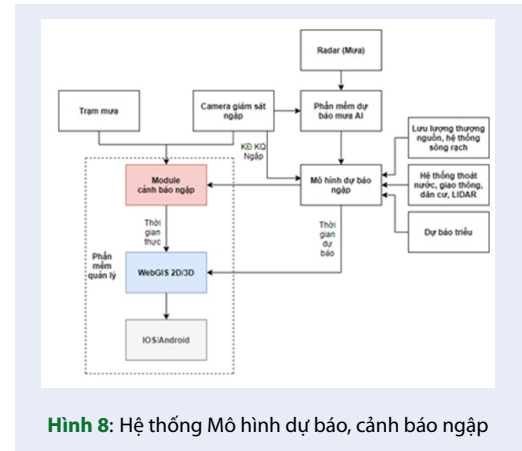 Radar (Mưa)
Trạm mưa
Camera giám sát
ngập
Phần mềm dự
báo mưa AI
Lưu lượng thượng
nguồn, hệ thống
sông rạch
KĐ KQ
Ngập
Module
cảnh báo ngập
Mô hình dự báo
ngập
Hệ thống thoát
nước, giao thông,
dân cư, LIDAR
Thời
gian
thực
Thời
gian
dự
báo
Dự báo triều
Phần
mềm
quản lý
WebGIS 2D/3D
IOS/Android
Hình 8: Hệ thống Mô hình dự báo, cảnh báo ngập